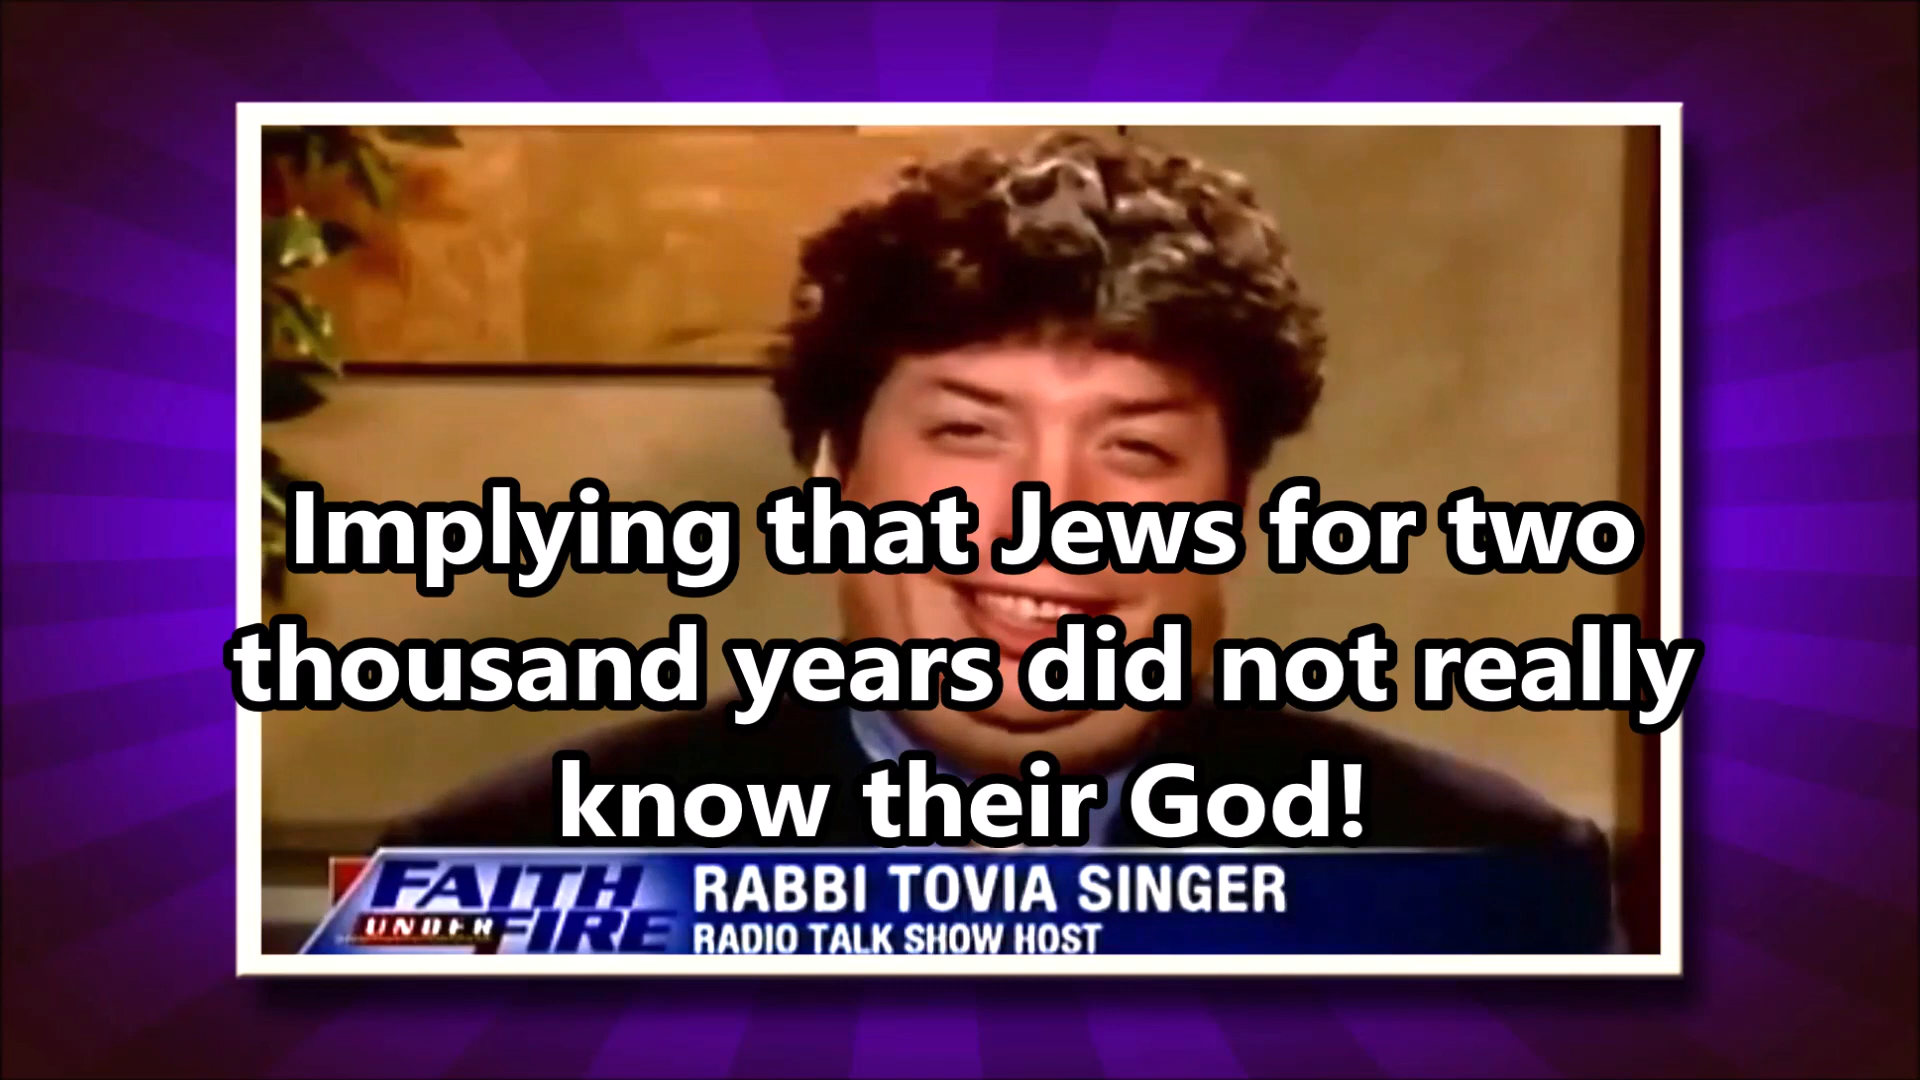 Implying that Jews for two
thousand years did not really
know their God!
FAITH
UNDER
FIRE
RABBI TOVIA SINGER
RADIO TALK SHOW HOST